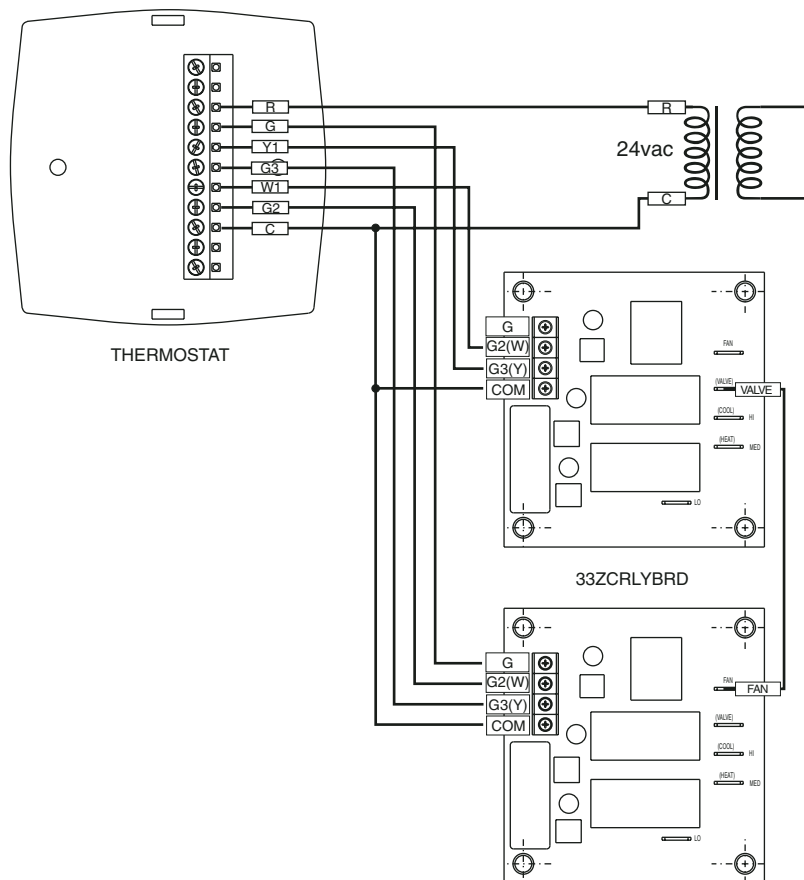 R
G
Y1
G3
W1
G2
C
THERMOSTAT
R
24vac
C
G
G2(W)
G3(Y)
COM
FAN
(VALVE)
VALVE
(COOL)
HI
(HEAT)
MED
LO
33ZCRLYBRD
G
G2(W)
G3(Y)
COM
FAN
FAN
(VALVE)
(COOL)
HI
(HEAT)
MED
LO